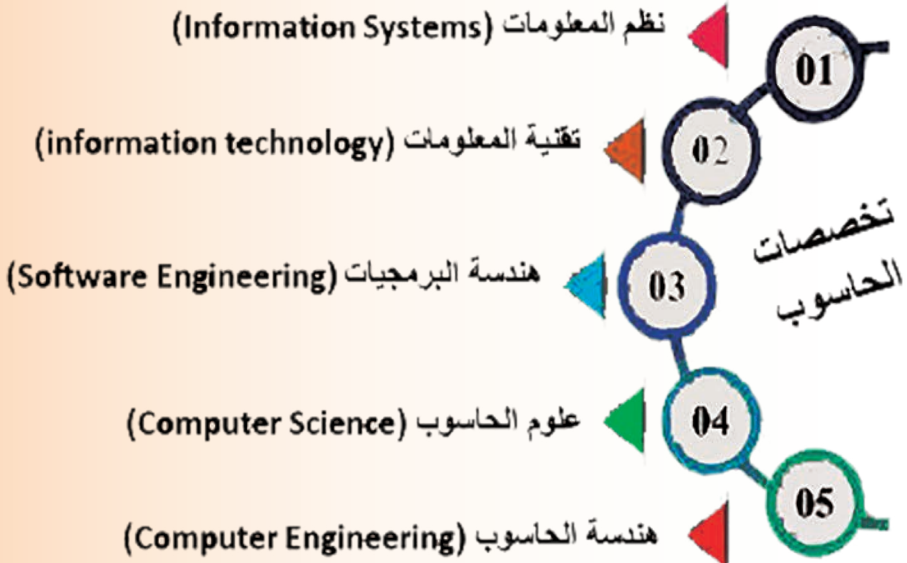 تخصصات
الحاسوب
01
نظم المعلومات (Information Systems)
02
تقنية المعلومات (information technology)
03
هندسة البرمجيات (Software Engineering)
04
علوم الحاسوب (Computer Science)
05
هندسة الحاسوب (Computer Engineering)